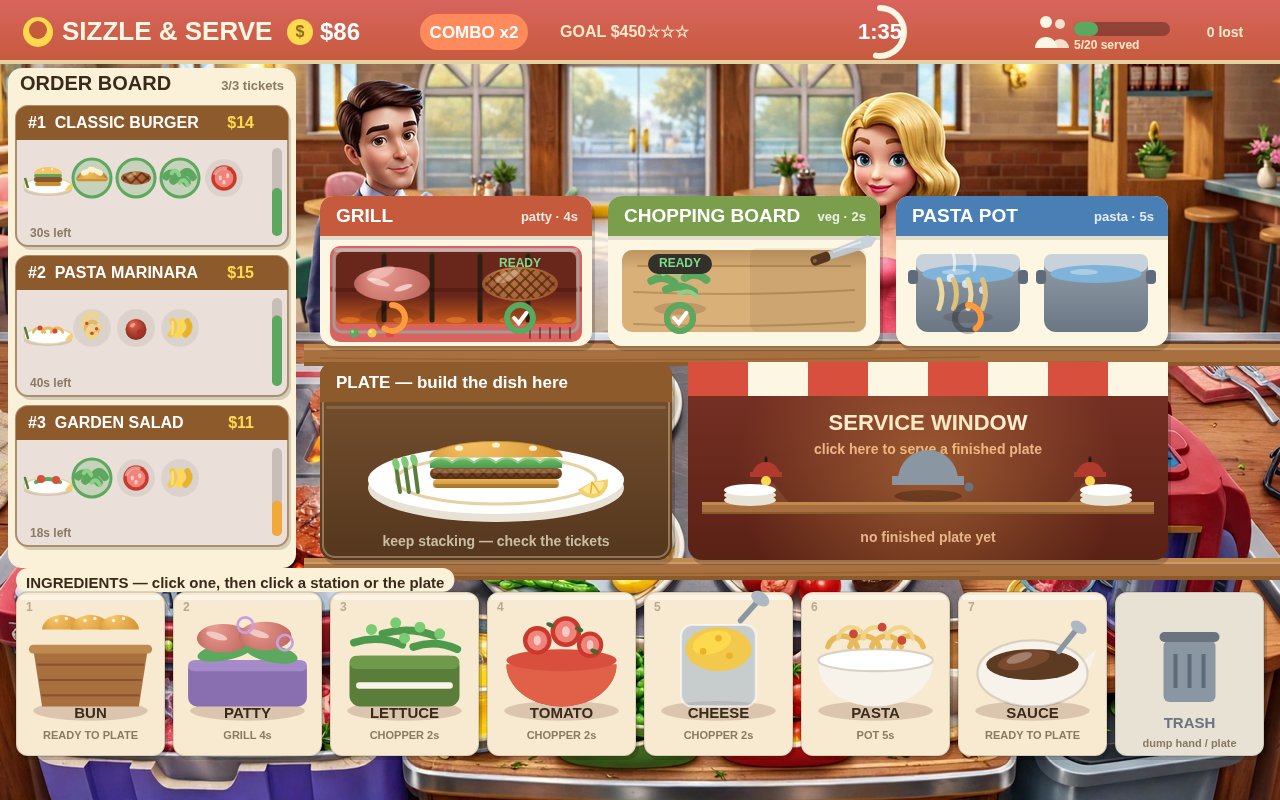 SIZZLE & SERVE $ $86 COMBO x2 GOAL $450☆☆☆ 1:35 5/20 served 0 lost
ORDER BOARD 3/3 tickets
#1 CLASSIC BURGER $14
30s left
#2 PASTA MARINARA $15
40s left
#3 GARDEN SALAD $11
18s left
GRILL patty · 4s
READY
CHOPPING BOARD veg · 2s
READY
PASTA POT pasta · 5s
PLATE — build the dish here
keep stacking — check the tickets
SERVICE WINDOW
click here to serve a finished plate
no finished plate yet
INGREDIENTS — click one, then click a station or the plate
1
BUN
READY TO PLATE
2
PATTY
GRILL 4s
3
LETTUCE
CHOPPER 2s
4
TOMATO
CHOPPER 2s
5
CHEESE
CHOPPER 2s
6
PASTA
POT 5s
7
SAUCE
READY TO PLATE
TRASH
dump hand / plate